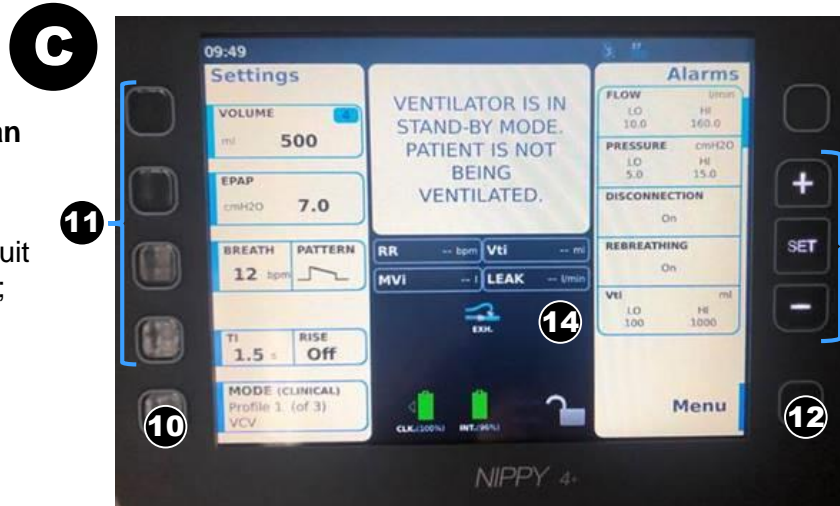 C
an
uit
;
11
10
14
12
09:49
Settings
VOLUME 4
ml 500
EPAP
cmH2O 7.0
BREATH PATTERN
12 bpm
TI RISE
1.5 s Off
MODE (CLINICAL)
Profile 1 (of 3)
VCV
VENTILATOR IS IN
STAND-BY MODE.
PATIENT IS NOT
BEING
VENTILATED.
RR -- bpm Vti -- ml
MVi -- l LEAK -- l/min
EXH.
CLK.(100%) INT.(96%)
Alarms
FLOW l/min
LO HI
10.0 160.0
PRESSURE cmH2O
LO HI
5.0 15.0
DISCONNECTION
On
REBREATHING
On
Vti ml
LO HI
100 1000
Menu
+
SET
−
NIPPY 4+